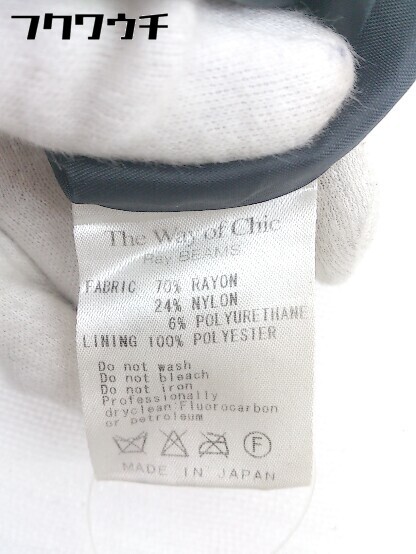 フクワウチ
The Way of Chic
Ray BEAMS
FABRIC 70% RAYON
24% NYLON
6% POLYURETHANE
LINING 100% POLYESTER
Do not wash
Do not bleach
Do not iron
Professionally
dryclean:Fluorocarbon
or petroleum
F
MADE IN JAPAN